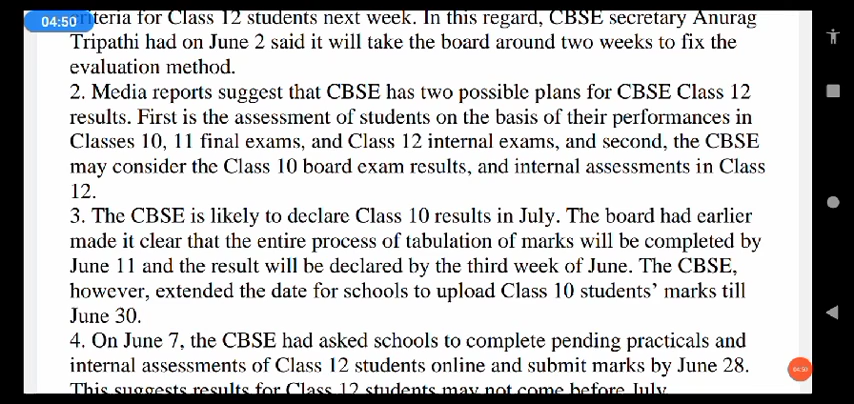 04:50
riteria for Class 12 students next week. In this regard, CBSE secretary Anurag
Tripathi had on June 2 said it will take the board around two weeks to fix the
evaluation method.
2. Media reports suggest that CBSE has two possible plans for CBSE Class 12
results. First is the assessment of students on the basis of their performances in
Classes 10, 11 final exams, and Class 12 internal exams, and second, the CBSE
may consider the Class 10 board exam results, and internal assessments in Class
12.
3. The CBSE is likely to declare Class 10 results in July. The board had earlier
made it clear that the entire process of tabulation of marks will be completed by
June 11 and the result will be declared by the third week of June. The CBSE,
however, extended the date for schools to upload Class 10 students’ marks till
June 30.
4. On June 7, the CBSE had asked schools to complete pending practicals and
internal assessments of Class 12 students online and submit marks by June 28.
04:50
This suggests results for Class 12 students may not come before July.